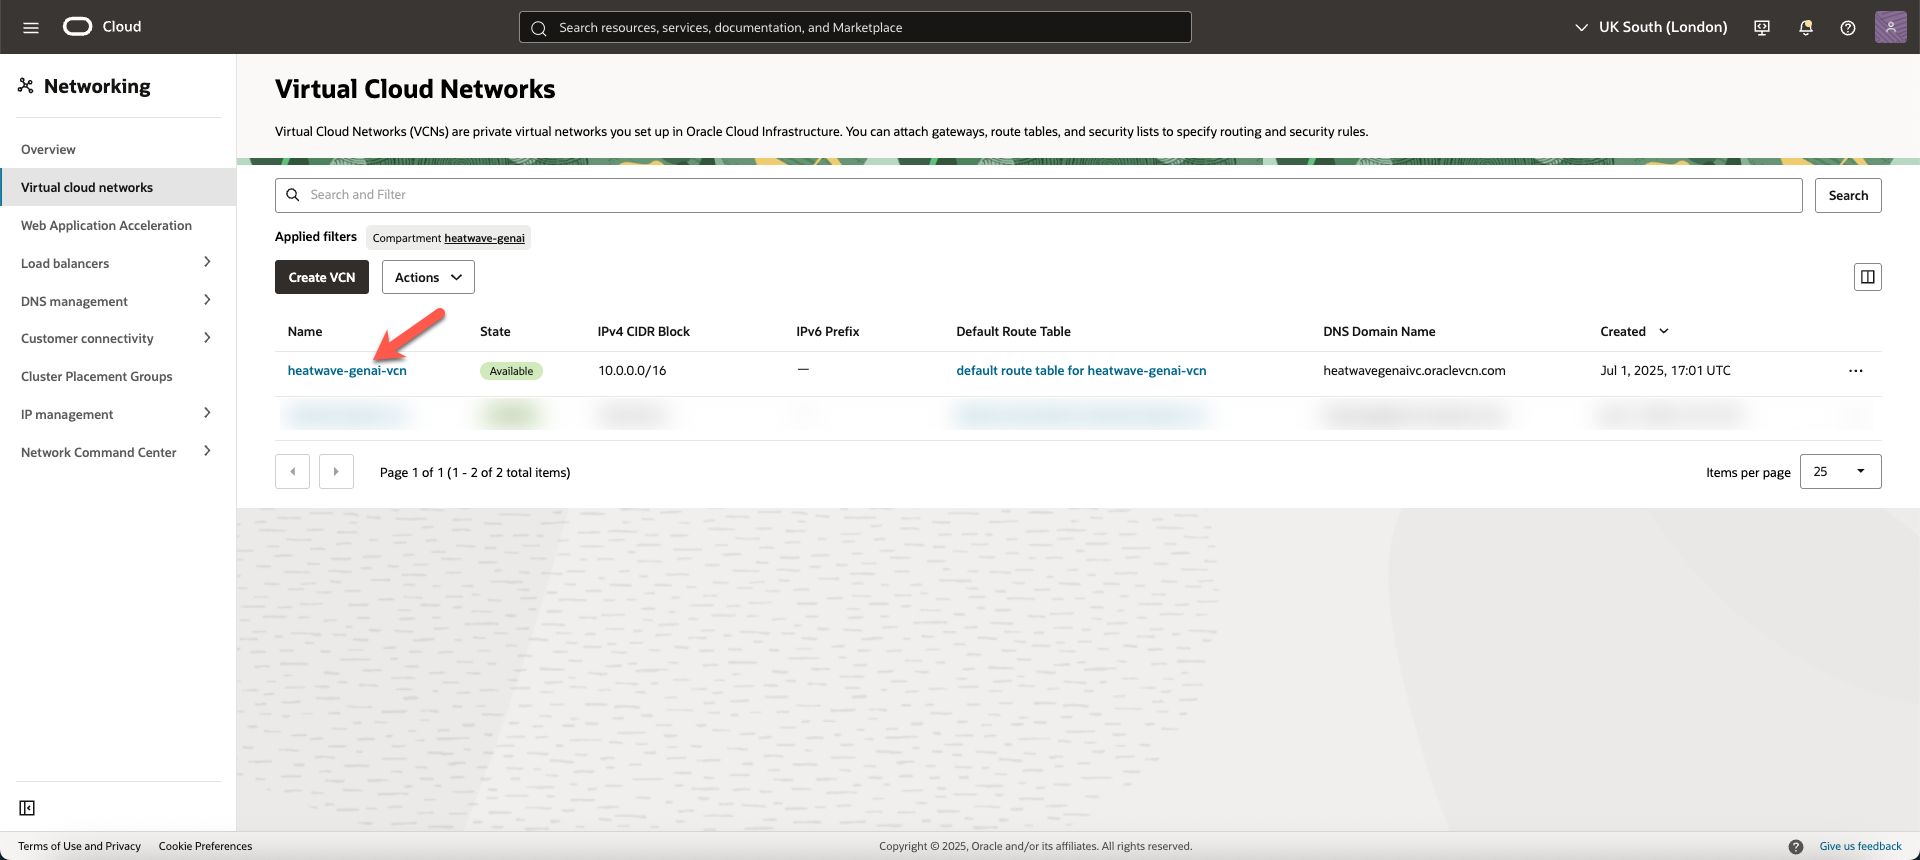 Cloud
Search resources, services, documentation, and Marketplace
UK South (London)
Networking
Overview
Virtual cloud networks
Web Application Acceleration
Load balancers
DNS management
Customer connectivity
Cluster Placement Groups
IP management
Network Command Center
Virtual Cloud Networks
Virtual Cloud Networks (VCNs) are private virtual networks you set up in Oracle Cloud Infrastructure. You can attach gateways, route tables, and security lists to specify routing and security rules.
Search and Filter
Search
Applied filters Compartment heatwave-genai
Create VCN Actions
Name State IPv4 CIDR Block IPv6 Prefix Default Route Table DNS Domain Name Created
heatwave-genai-vcn Available 10.0.0.0/16 — default route table for heatwave-genai-vcn heatwavegenaivc.oraclevcn.com Jul 1, 2025, 17:01 UTC
Page 1 of 1 (1 - 2 of 2 total items)
Items per page 25
Terms of Use and Privacy Cookie Preferences
Copyright © 2025, Oracle and/or its affiliates. All rights reserved.
Give us feedback